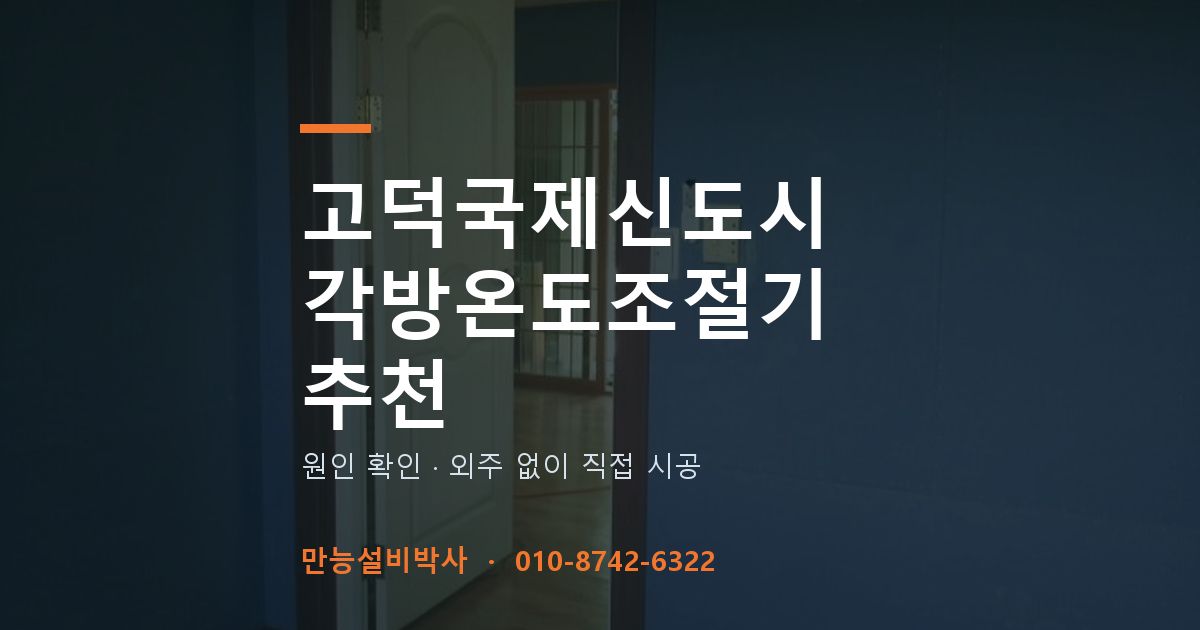 고덕국제신도시
각방온도조절기
추천
원인 확인 · 외주 없이 직접 시공
만능설비박사 · 010-8742-6322